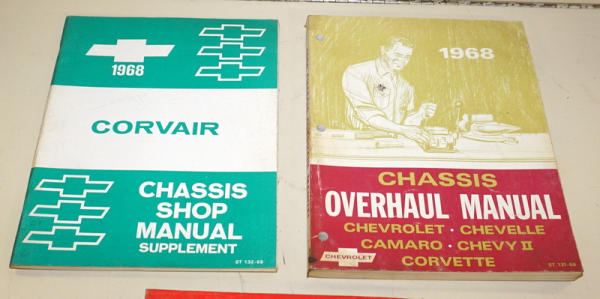 1968
CORVAIR
CHASSIS
SHOP
MANUAL
SUPPLEMENT
ST 132-68
1968
CHASSIS
OVERHAUL MANUAL
CHEVROLET · CHEVELLE
CAMARO · CHEVY II
CORVETTE
CHEVROLET
ST 131-68